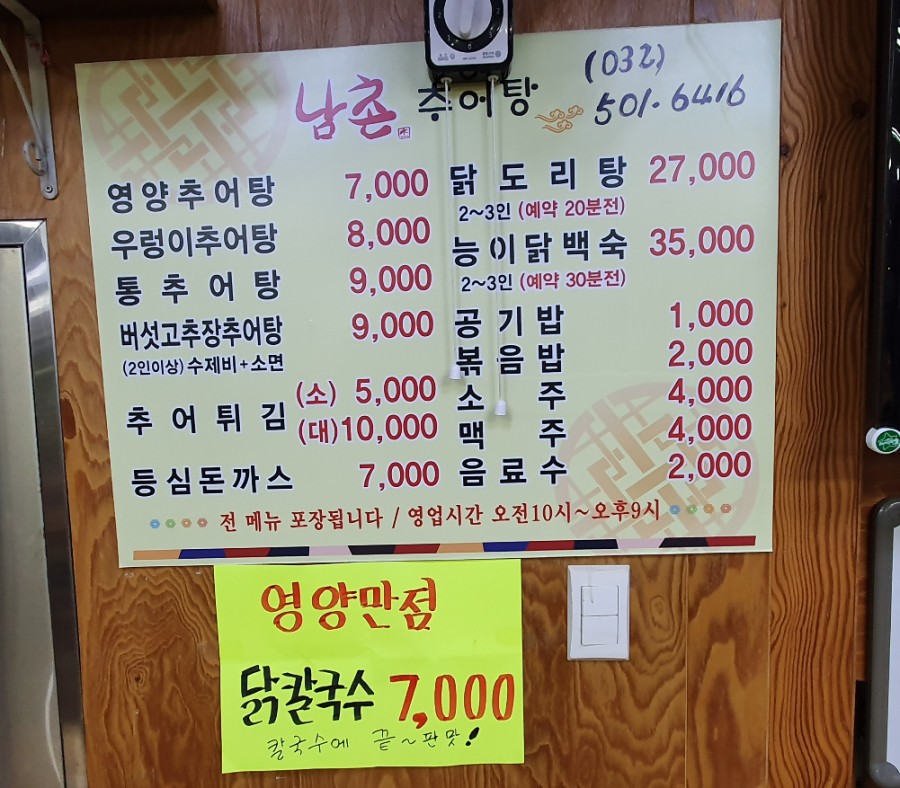 남촌 추어탕 (032)
501·6416
영양추어탕 7,000
우렁이추어탕 8,000
통추어탕 9,000
버섯고추장추어탕 9,000
(2인이상) 수제비+소면
추어튀김 (소) 5,000
(대) 10,000
등심돈까스 7,000
닭도리탕 27,000
2~3인 (예약 20분전)
능이닭백숙 35,000
2~3인 (예약 30분전)
공기밥 1,000
볶음밥 2,000
소주 4,000
맥주 4,000
음료수 2,000
전 메뉴 포장됩니다 / 영업시간 오전10시~오후9시
영양만점
닭칼국수 7,000
칼국수에 끝~판맛!